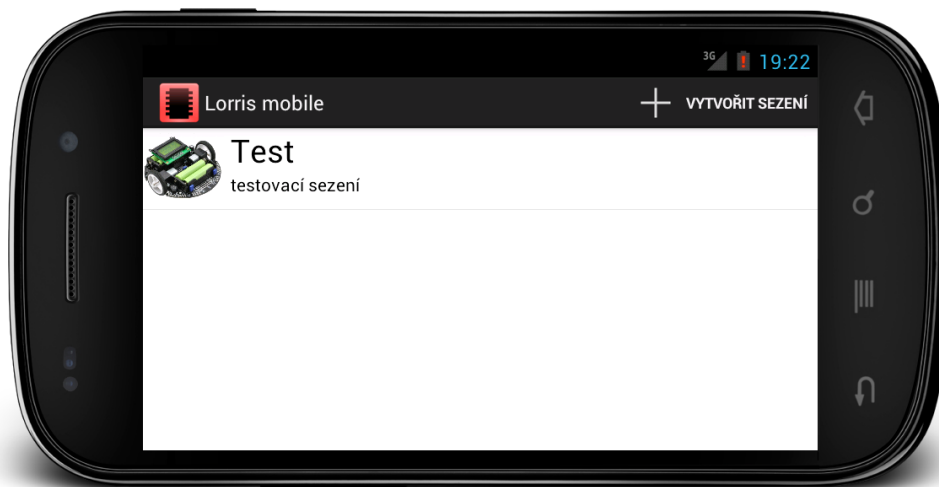 3G
19:22
Lorris mobile
VYTVOŘIT SEZENÍ
Test
testovací sezení